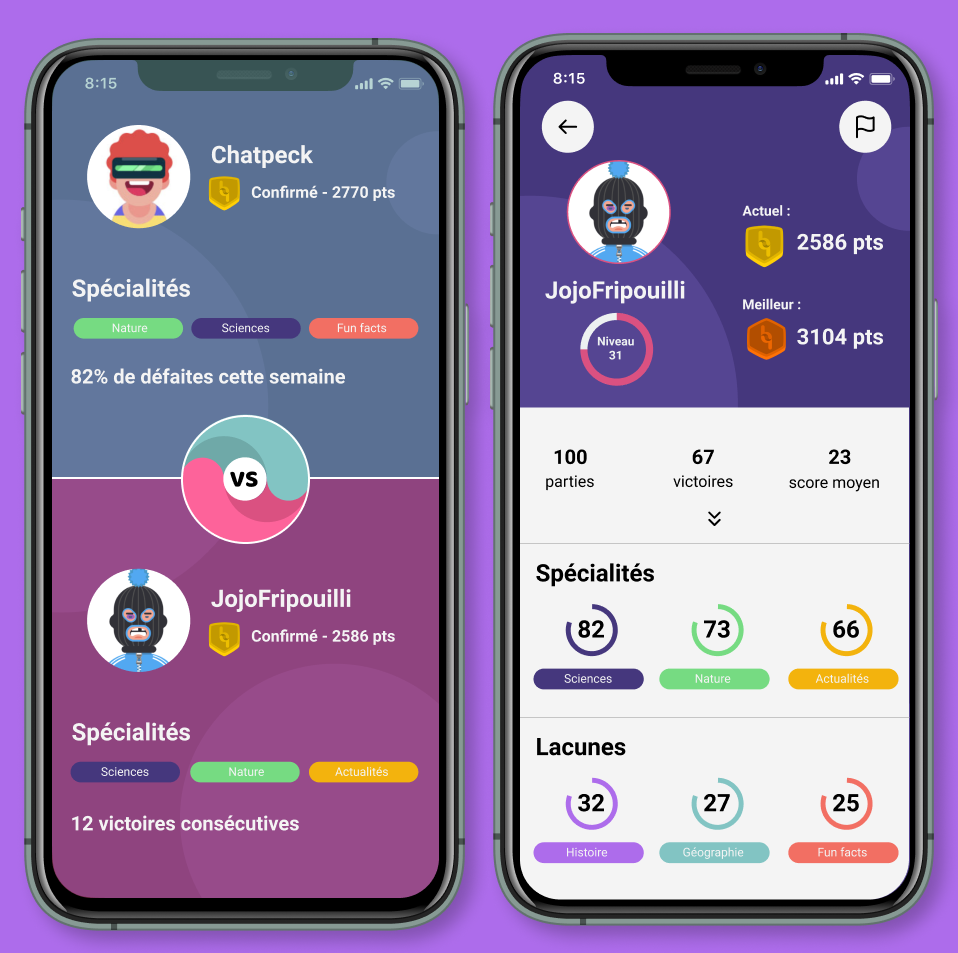 8:15
Chatpeck
Confirmé - 2770 pts
Spécialités
Nature Sciences Fun facts
82% de défaites cette semaine
VS
JojoFripouilli
Confirmé - 2586 pts
Spécialités
Sciences Nature Actualités
12 victoires consécutives
8:15
JojoFripouilli
Niveau
31
Actuel :
2586 pts
Meilleur :
3104 pts
100 67 23
parties victoires score moyen
Spécialités
82 73 66
Sciences Nature Actualités
Lacunes
32 27 25
Histoire Géographie Fun facts